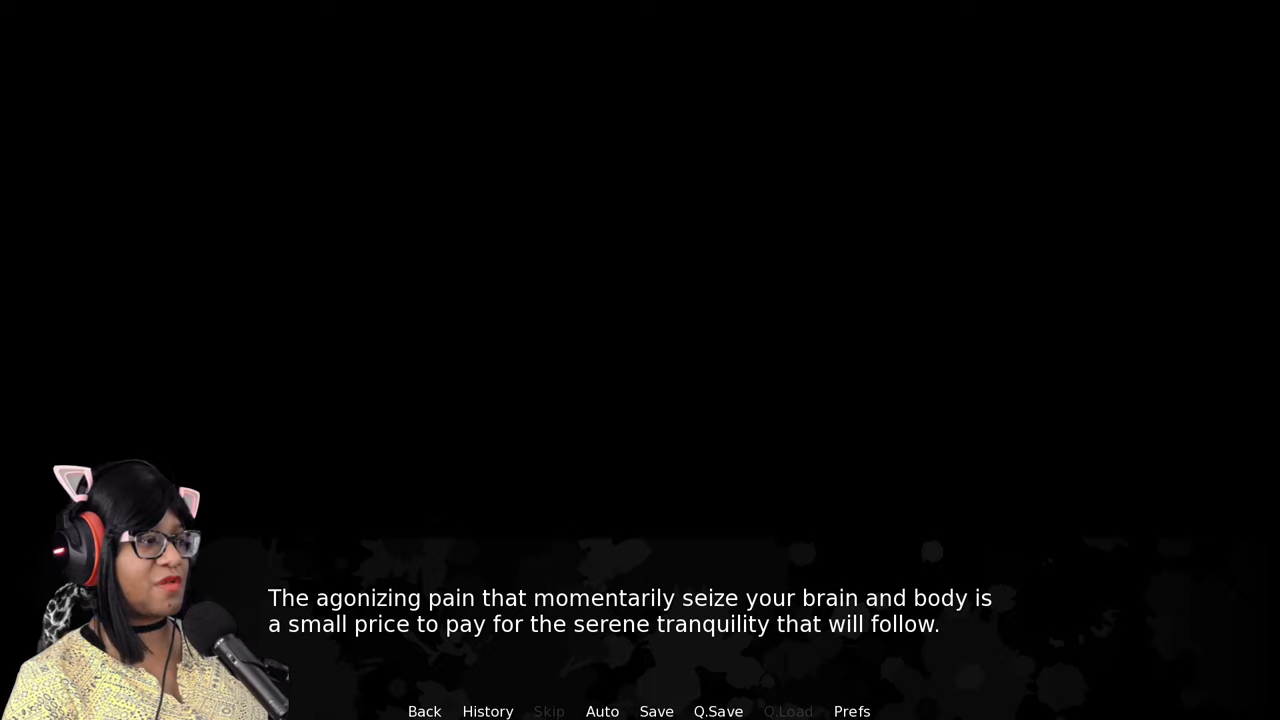 The agonizing pain that momentarily seize your brain and body is
a small price to pay for the serene tranquility that will follow.
Back History Skip Auto Save Q.Save Q.Load Prefs